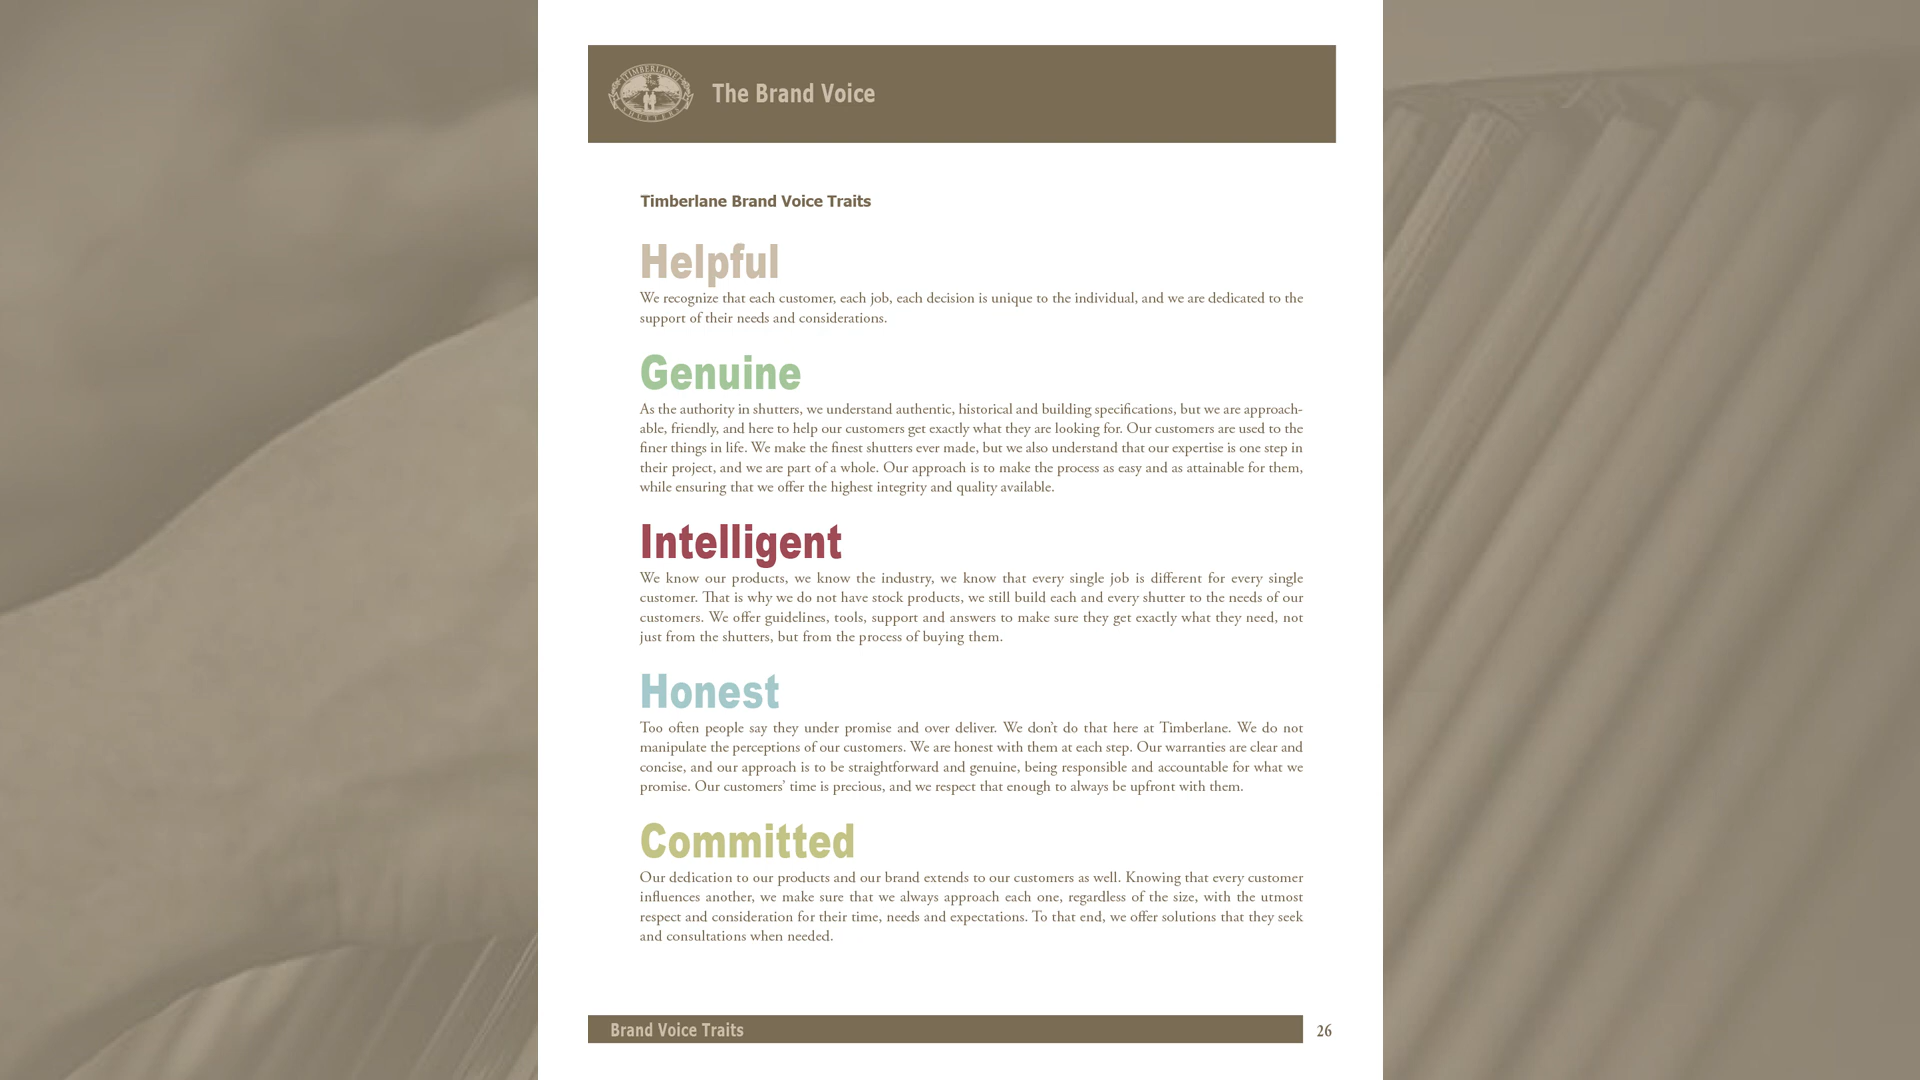 TIMBERLANE
SHUTTERS
The Brand Voice
Timberlane Brand Voice Traits
Helpful
We recognize that each customer, each job, each decision is unique to the individual, and we are dedicated to the
support of their needs and considerations.
Genuine
As the authority in shutters, we understand authentic, historical and building specifications, but we are approach-
able, friendly, and here to help our customers get exactly what they are looking for. Our customers are used to the
finer things in life. We make the finest shutters ever made, but we also understand that our expertise is one step in
their project, and we are part of a whole. Our approach is to make the process as easy and as attainable for them,
while ensuring that we offer the highest integrity and quality available.
Intelligent
We know our products, we know the industry, we know that every single job is different for every single
customer. That is why we do not have stock products, we still build each and every shutter to the needs of our
customers. We offer guidelines, tools, support and answers to make sure they get exactly what they need, not
just from the shutters, but from the process of buying them.
Honest
Too often people say they under promise and over deliver. We don't do that here at Timberlane. We do not
manipulate the perceptions of our customers. We are honest with them at each step. Our warranties are clear and
concise, and our approach is to be straightforward and genuine, being responsible and accountable for what we
promise. Our customers' time is precious, and we respect that enough to always be upfront with them.
Committed
Our dedication to our products and our brand extends to our customers as well. Knowing that every customer
influences another, we make sure that we always approach each one, regardless of the size, with the utmost
respect and consideration for their time, needs and expectations. To that end, we offer solutions that they seek
and consultations when needed.
Brand Voice Traits
26